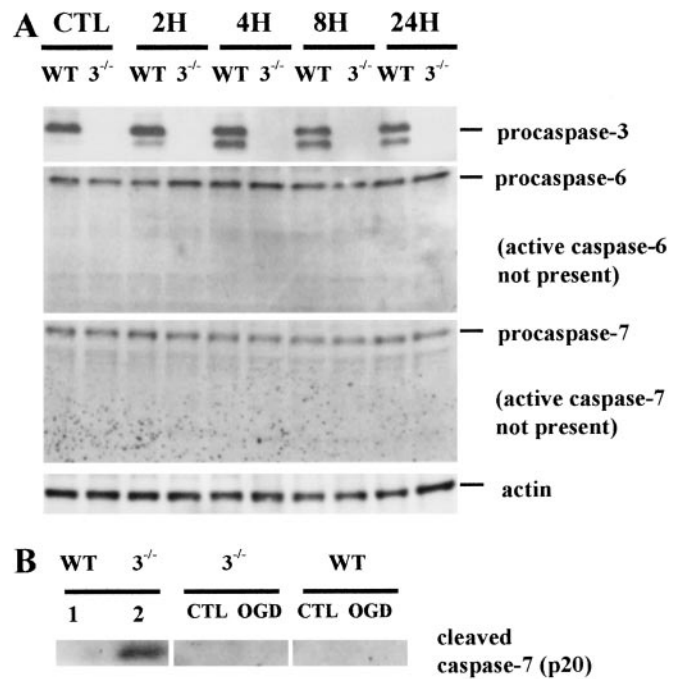 A CTL 2H 4H 8H 24H
WT 3-/- WT 3-/- WT 3-/- WT 3-/- WT 3-/-
procaspase-3
procaspase-6
(active caspase-6
not present)
procaspase-7
(active caspase-7
not present)
actin
B WT 3-/- 3-/- WT
1 2 CTL OGD CTL OGD
cleaved
caspase-7 (p20)